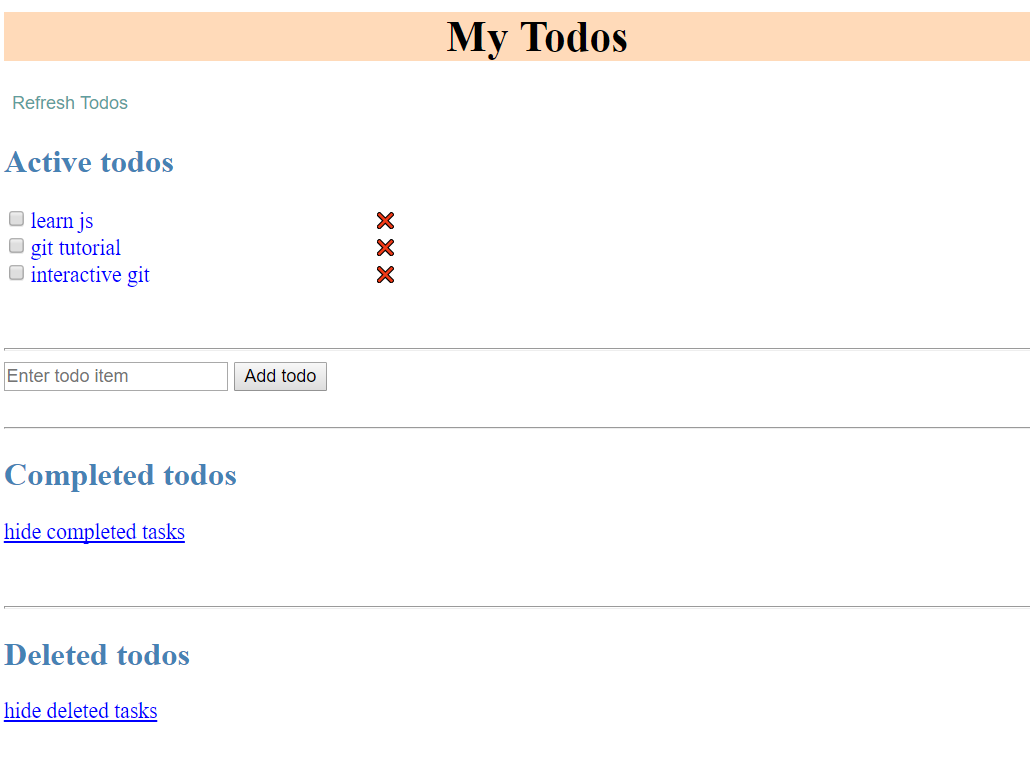 My Todos
Refresh Todos
Active todos
learn js
git tutorial
interactive git
Enter todo item Add todo
Completed todos
hide completed tasks
Deleted todos
hide deleted tasks